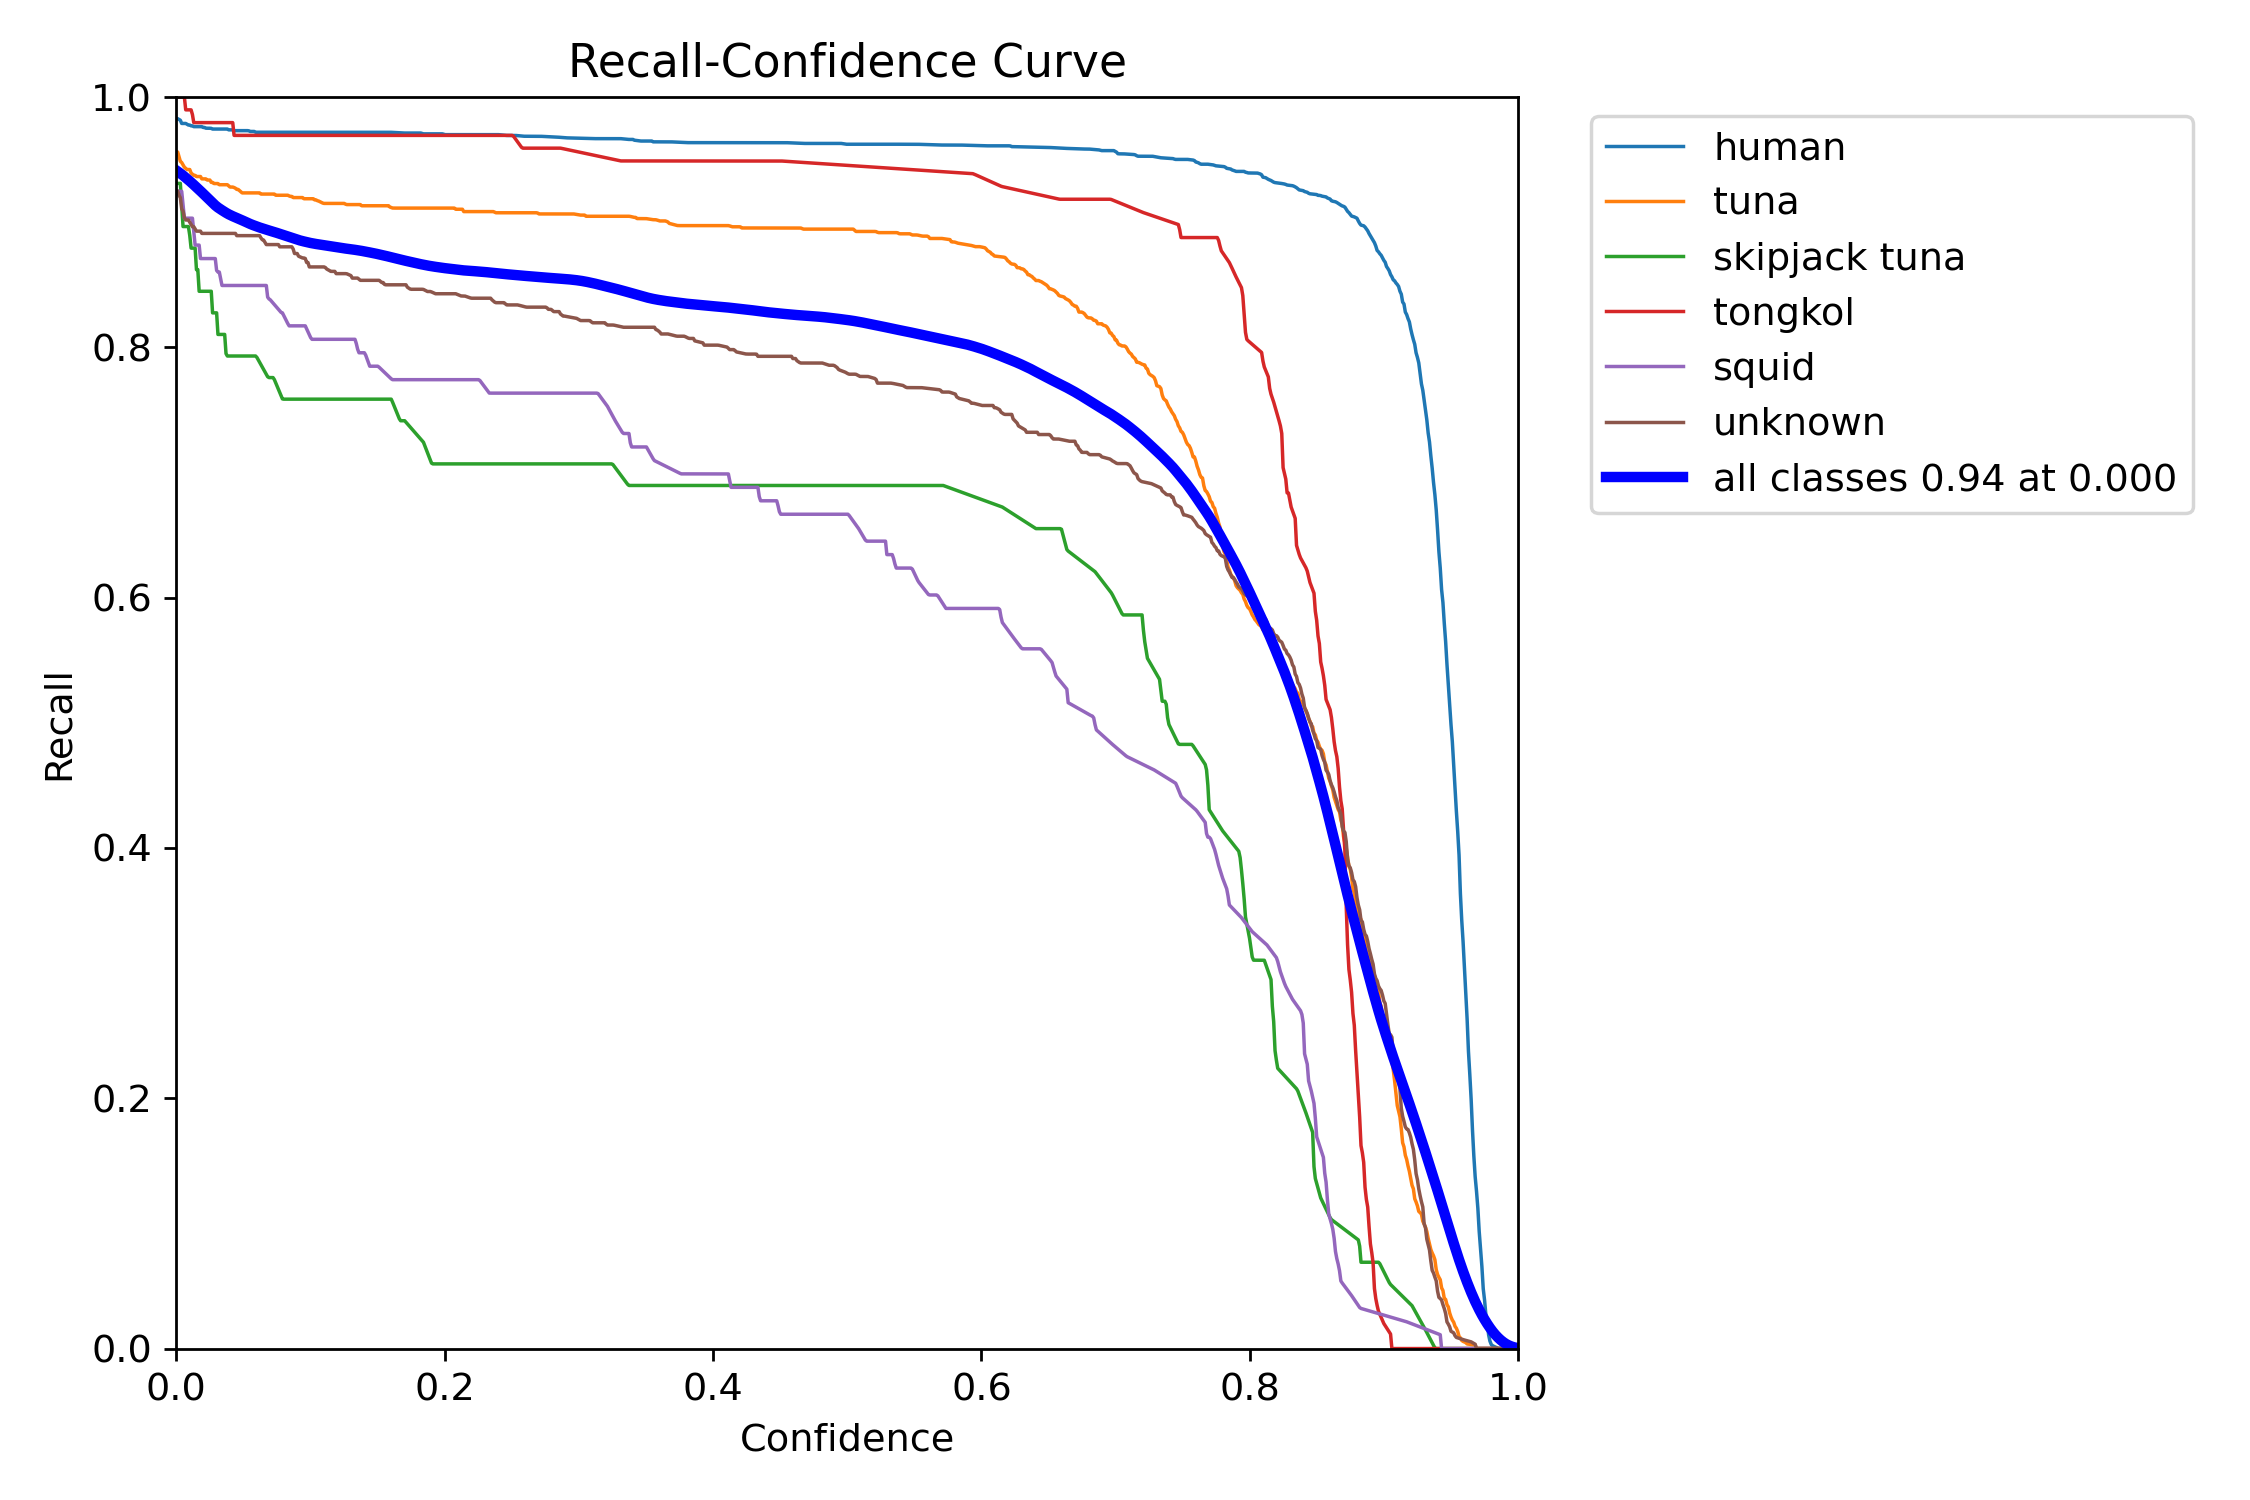 Recall-Confidence Curve
1.0
0.8
0.6
0.4
0.2
0.0
Recall
0.0 0.2 0.4 0.6 0.8 1.0
Confidence
human
tuna
skipjack tuna
tongkol
squid
unknown
all classes 0.94 at 0.000